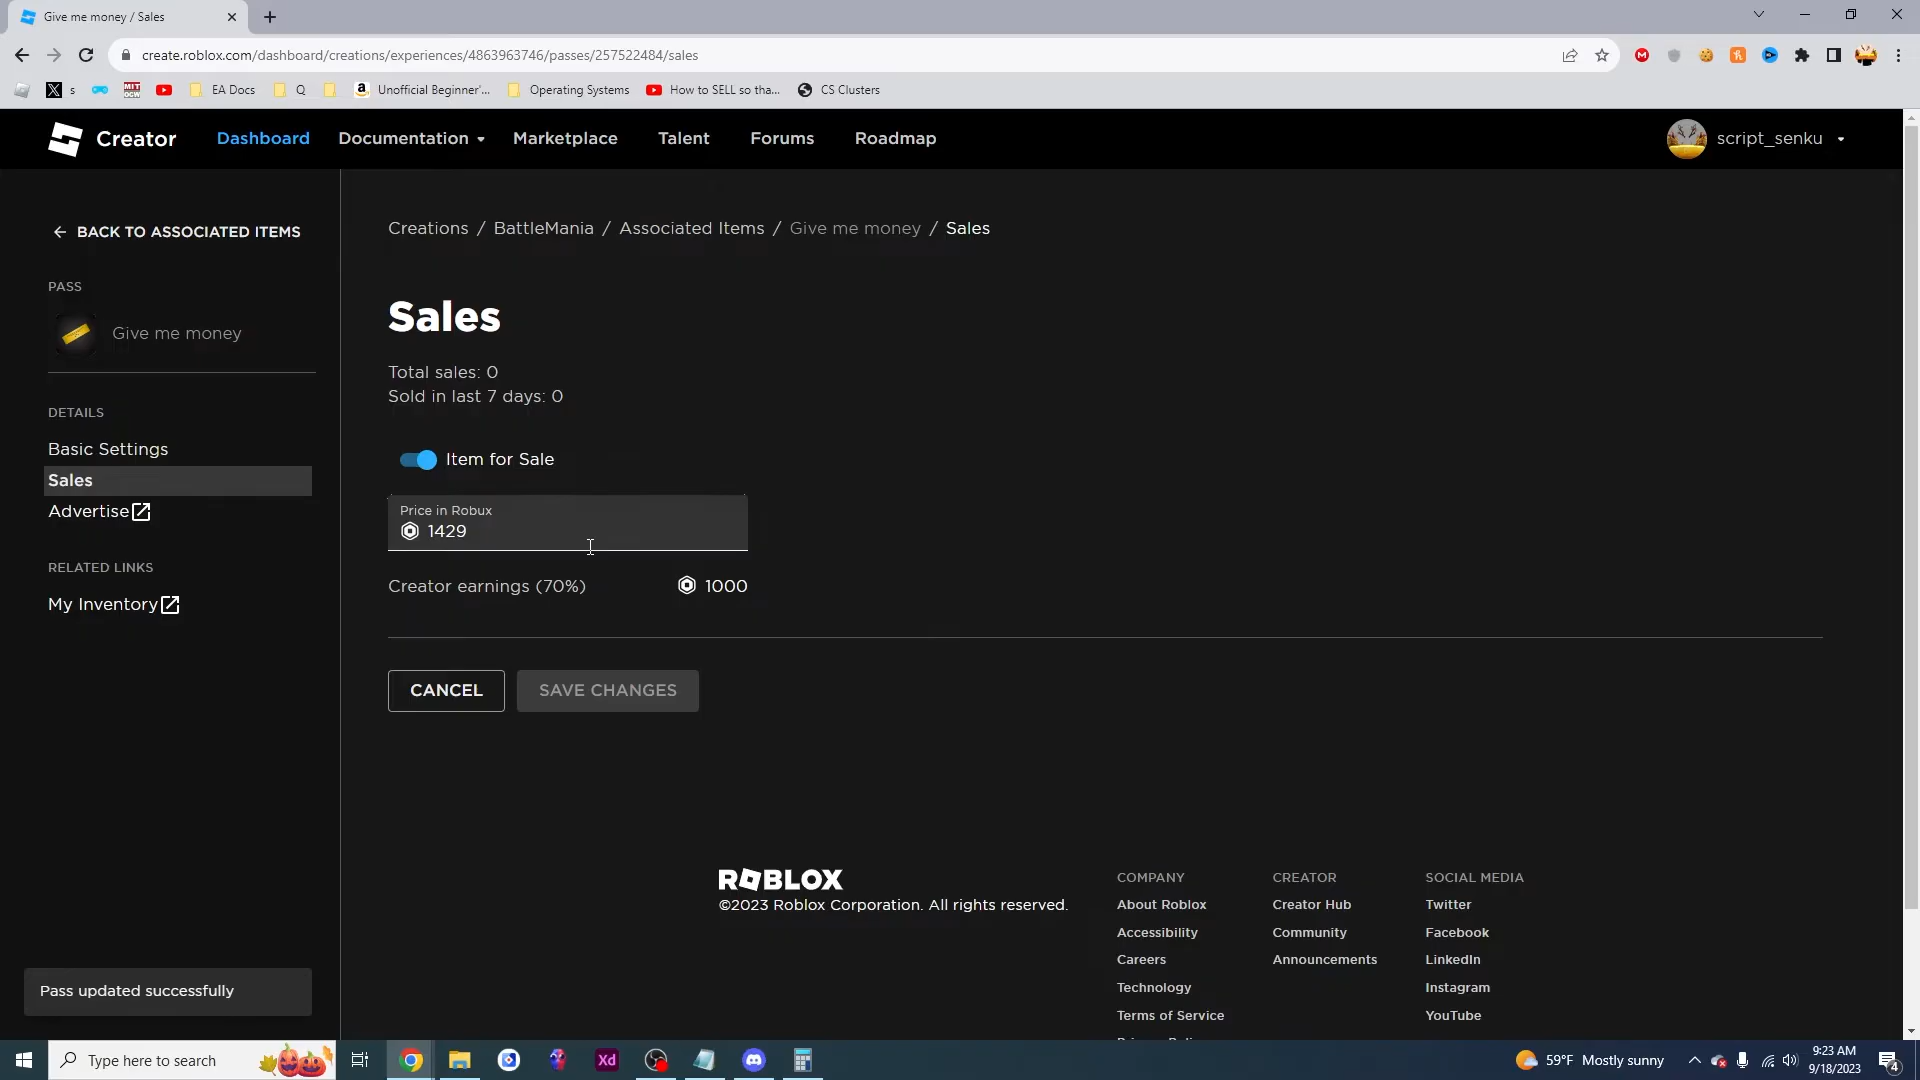 Give me money / Sales
create.roblox.com/dashboard/creations/experiences/4863963746/passes/257522484/sales
s
MIT OCW
EA Docs
Q
Unofficial Beginner'...
Operating Systems
How to SELL so tha...
CS Clusters
Creator
Dashboard
Documentation
Marketplace
Talent
Forums
Roadmap
script_senku
BACK TO ASSOCIATED ITEMS
PASS
Give me money
DETAILS
Basic Settings
Sales
Advertise
RELATED LINKS
My Inventory
Creations / BattleMania / Associated Items / Give me money / Sales
Sales
Total sales: 0
Sold in last 7 days: 0
Item for Sale
Price in Robux
1429
Creator earnings (70%) 1000
CANCEL
SAVE CHANGES
ROBLOX
©2023 Roblox Corporation. All rights reserved.
COMPANY
About Roblox
Accessibility
Careers
Technology
Terms of Service
CREATOR
Creator Hub
Community
Announcements
SOCIAL MEDIA
Twitter
Facebook
LinkedIn
Instagram
YouTube
Pass updated successfully
Type here to search
Xd
59°F Mostly sunny
9:23 AM
9/18/2023
4